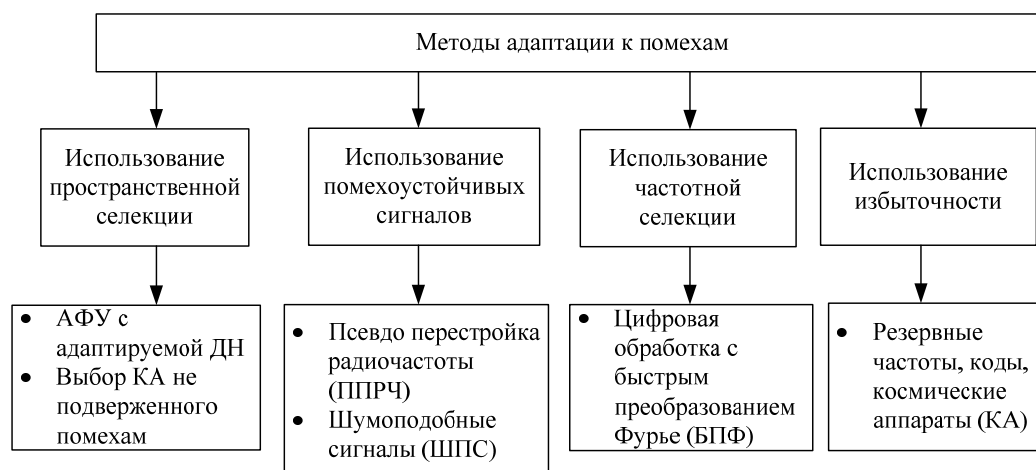 Методы адаптации к помехам
Использование
пространственной
селекции
Использование
помехоустойчивых
сигналов
Использование
частотной
селекции
Использование
избыточности
• АФУ с
адаптируемой ДН
• Выбор КА не
подверженного
помехам
• Псевдо перестройка
радиочастоты
(ППРЧ)
• Шумоподобные
сигналы (ШПС)
• Цифровая
обработка с
быстрым
преобразованием
Фурье (БПФ)
• Резервные
частоты, коды,
космические
аппараты (КА)